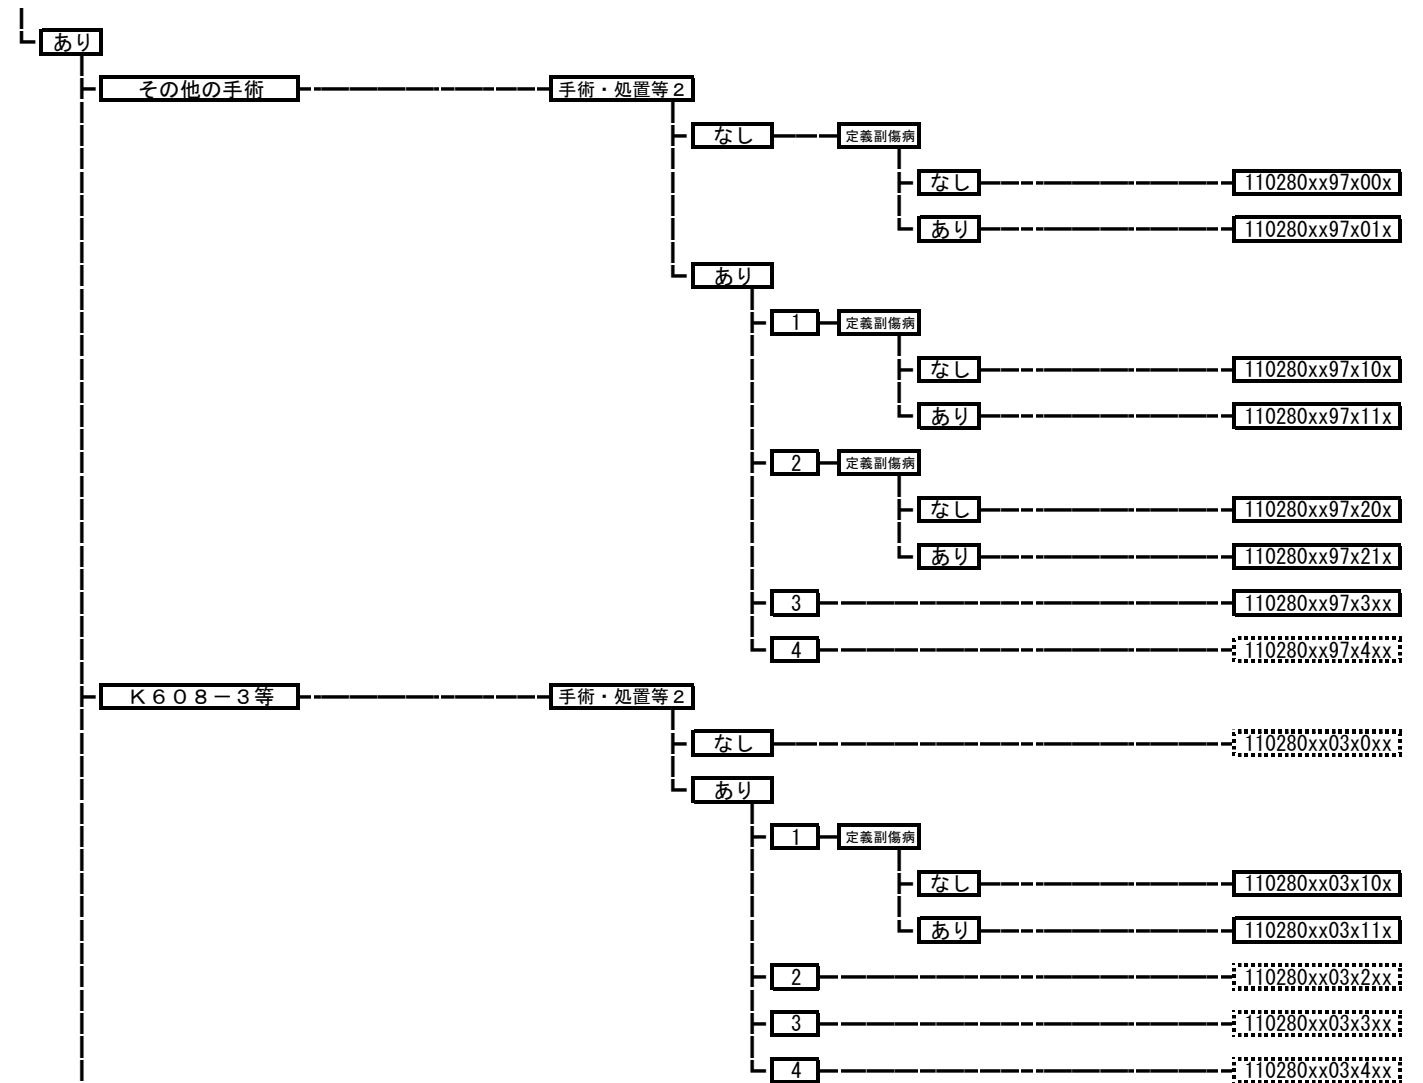 あり
その他の手術 手術・処置等２
なし 定義副傷病
なし 110280xx97x00x
あり 110280xx97x01x
あり
1 定義副傷病
なし 110280xx97x10x
あり 110280xx97x11x
2 定義副傷病
なし 110280xx97x20x
あり 110280xx97x21x
3 110280xx97x3xx
4 110280xx97x4xx
Ｋ６０８－３等 手術・処置等２
なし 110280xx03x0xx
あり
1 定義副傷病
なし 110280xx03x10x
あり 110280xx03x11x
2 110280xx03x2xx
3 110280xx03x3xx
4 110280xx03x4xx